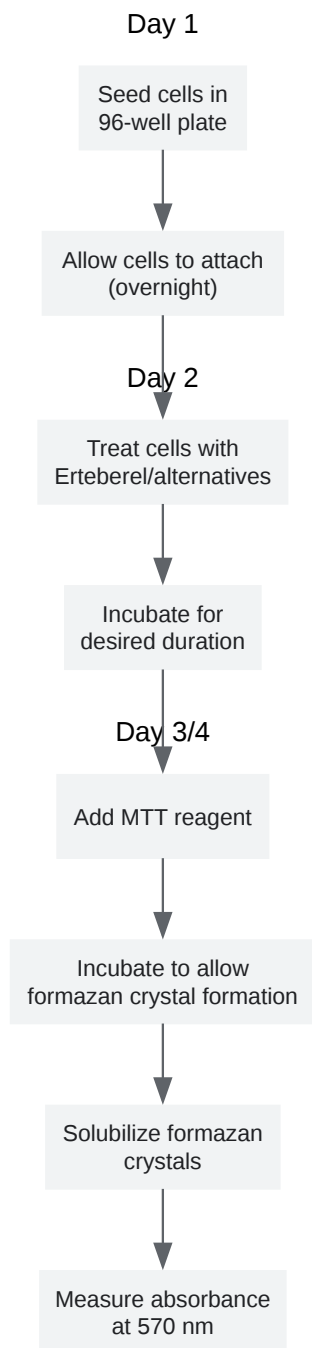 Day 1
Seed cells in
96-well plate
Allow cells to attach
(overnight)
Day 2
Treat cells with
Erteberel/alternatives
Incubate for
desired duration
Day 3/4
Add MTT reagent
Incubate to allow
formazan crystal formation
Solubilize formazan
crystals
Measure absorbance
at 570 nm